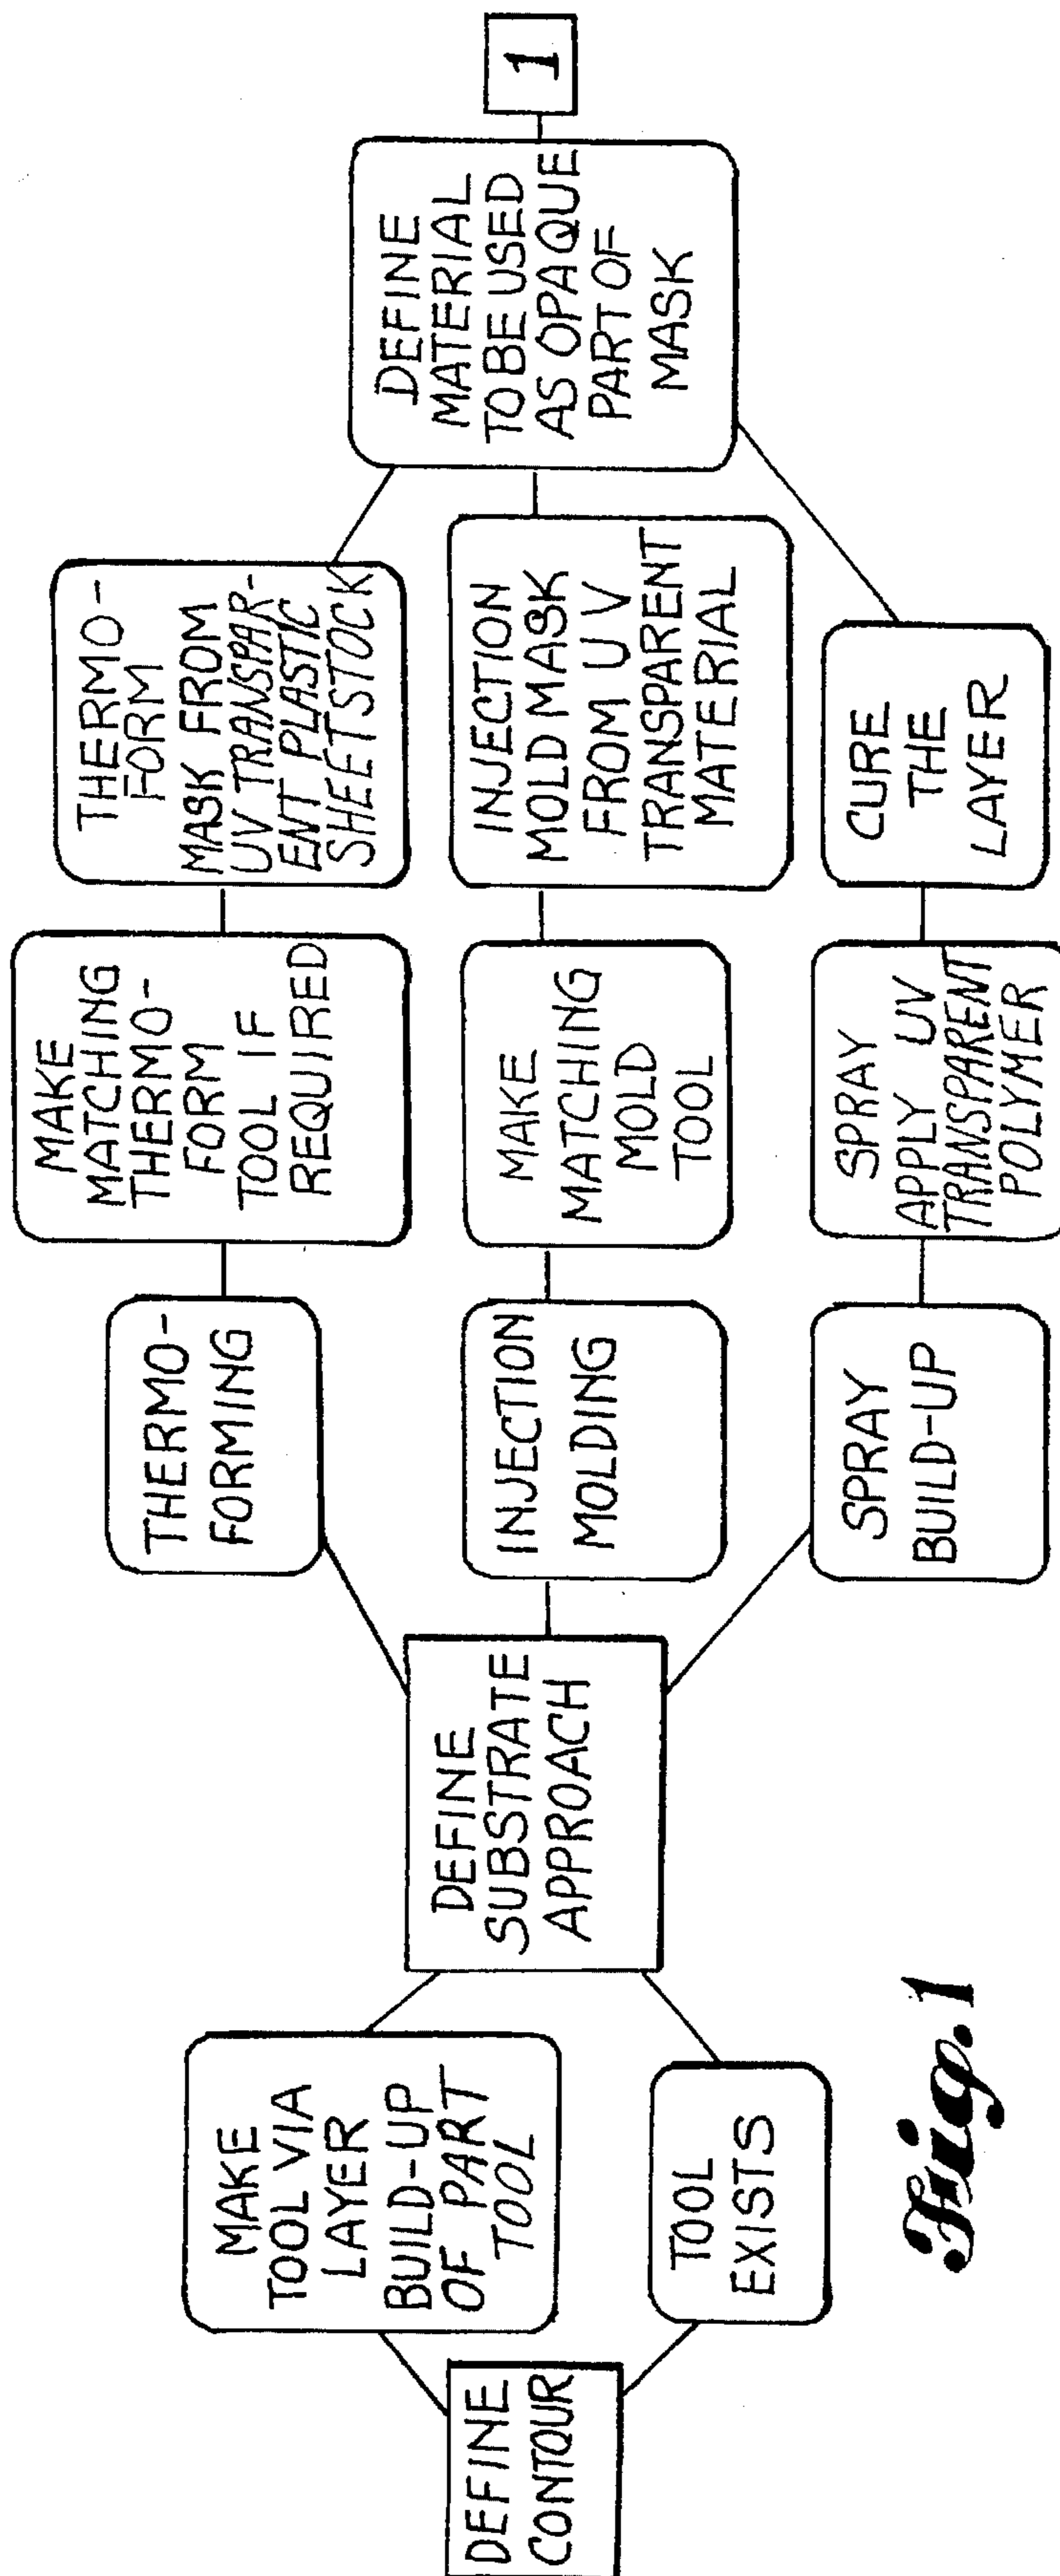 DEFINE
CONTOUR
MAKE
TOOL VIA
LAYER
BUILD-UP
OF PART
TOOL
TOOL
EXISTS
DEFINE
SUBSTRATE
APPROACH
THERMO-
FORMING
MAKE
MATCHING
THERMO-
FORM
TOOL IF
REQUIRED
THERMO-
FORM
MASK FROM
UV TRANSPAR-
ENT PLASTIC
SHEETSTOCK
INJECTION
MOLDING
MAKE
MATCHING
MOLD
TOOL
INJECTION
MOLD MASK
FROM UV
TRANSPARENT
MATERIAL
SPRAY
BUILD-UP
SPRAY
APPLY UV
TRANSPARENT
POLYMER
CURE
THE
LAYER
DEFINE
MATERIAL
TO BE USED
AS OPAQUE
PART OF
MASK
1
Fig. 1